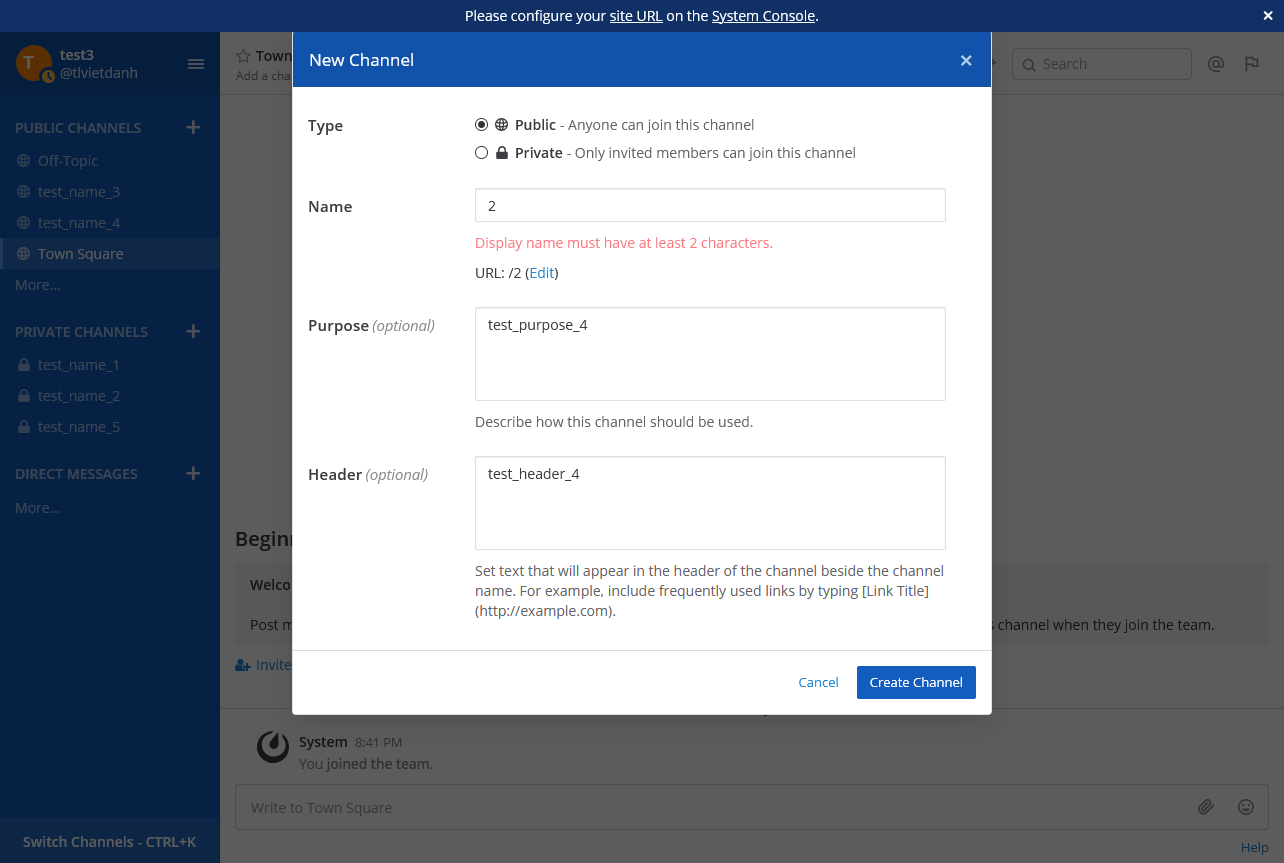 Please configure your site URL on the System Console.
×
T
test3
@tlvietdanh
PUBLIC CHANNELS +
Off-Topic
test_name_3
test_name_4
Town Square
More...
PRIVATE CHANNELS +
test_name_1
test_name_2
test_name_5
DIRECT MESSAGES +
More...
Switch Channels - CTRL+K
Town
Add a cha
Search
@
New Channel ×
Type
Public - Anyone can join this channel
Private - Only invited members can join this channel
Name
2
Display name must have at least 2 characters.
URL: /2 (Edit)
Purpose (optional)
test_purpose_4
Describe how this channel should be used.
Header (optional)
test_header_4
Set text that will appear in the header of the channel beside the channel
name. For example, include frequently used links by typing [Link Title]
(http://example.com).
Cancel
Create Channel
Beginn
Welco
Post m
channel when they join the team.
Invite
System 8:41 PM
You joined the team.
Write to Town Square
Help